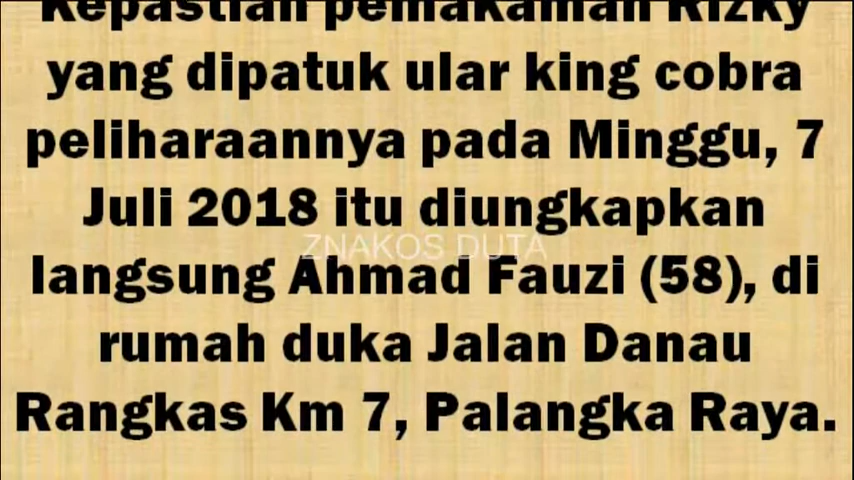 Kepastian pemakaman Rizky
yang dipatuk ular king cobra
peliharaannya pada Minggu, 7
Juli 2018 itu diungkapkan
ZNAKOS DUTA
langsung Ahmad Fauzi (58), di
rumah duka Jalan Danau
Rangkas Km 7, Palangka Raya.